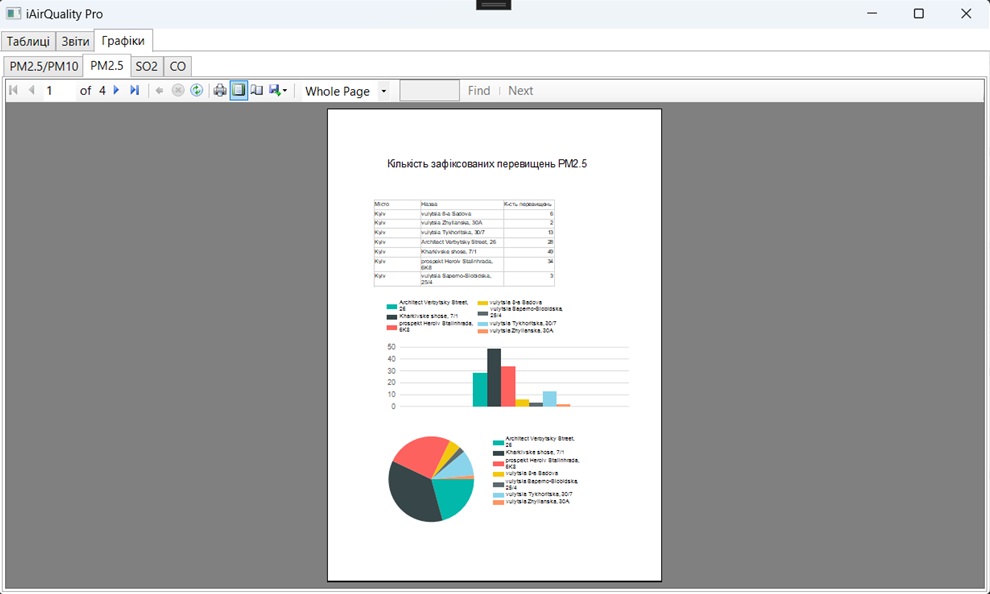 iAirQuality Pro
Таблиці Звіти Графіки
PM2.5/PM10 PM2.5 SO2 CO
1 of 4 Whole Page Find Next
Кількість зафіксованих перевищень PM2.5
Місто Назва К-сть перевищень
Kyiv vulytsia 8-a Sadova 6
Kyiv vulytsia Zhylianska, 30A 2
Kyiv vulytsia Tykhoritska, 30/7 13
Kyiv Architect Verbytsky Street, 26 28
Kyiv Kharkivske shose, 7/1 49
Kyiv prospekt Heroiv Stalinhrada, 6K8 34
Kyiv vulytsia Saperno-Slobidska, 25/4 3
Architect Verbytsky Street, 26
Kharkivske shose, 7/1
prospekt Heroiv Stalinhrada, 6K8
vulytsia 8-a Sadova
vulytsia Saperno-Slobidska, 25/4
vulytsia Tykhoritska, 30/7
vulytsia Zhylianska, 30A
50
40
30
20
10
0
Architect Verbytsky Street, 26
Kharkivske shose, 7/1
prospekt Heroiv Stalinhrada, 6K8
vulytsia 8-a Sadova
vulytsia Saperno-Slobidska, 25/4
vulytsia Tykhoritska, 30/7
vulytsia Zhylianska, 30A